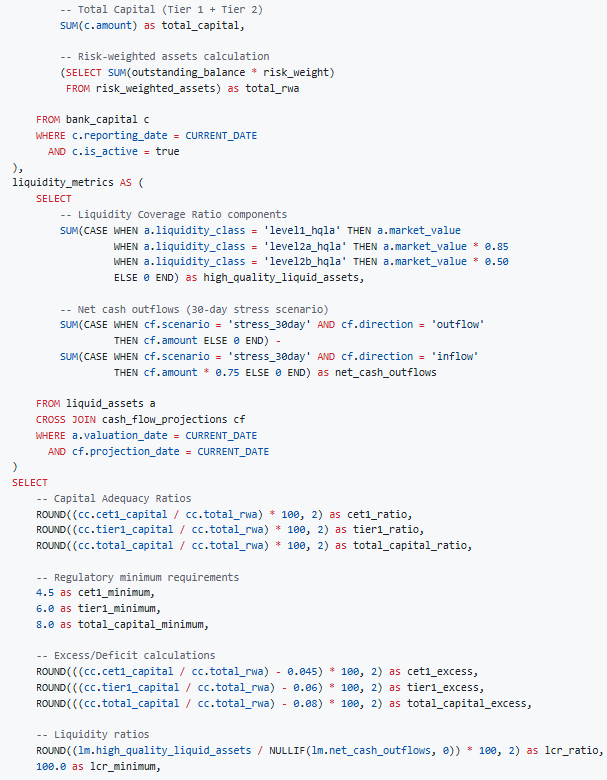 -- Total Capital (Tier 1 + Tier 2)
SUM(c.amount) as total_capital,
-- Risk-weighted assets calculation
(SELECT SUM(outstanding_balance * risk_weight)
FROM risk_weighted_assets) as total_rwa
FROM bank_capital c
WHERE c.reporting_date = CURRENT_DATE
AND c.is_active = true
),
liquidity_metrics AS (
SELECT
-- Liquidity Coverage Ratio components
SUM(CASE WHEN a.liquidity_class = 'level1_hqla' THEN a.market_value
WHEN a.liquidity_class = 'level2a_hqla' THEN a.market_value * 0.85
WHEN a.liquidity_class = 'level2b_hqla' THEN a.market_value * 0.50
ELSE 0 END) as high_quality_liquid_assets,
-- Net cash outflows (30-day stress scenario)
SUM(CASE WHEN cf.scenario = 'stress_30day' AND cf.direction = 'outflow'
THEN cf.amount ELSE 0 END) -
SUM(CASE WHEN cf.scenario = 'stress_30day' AND cf.direction = 'inflow'
THEN cf.amount * 0.75 ELSE 0 END) as net_cash_outflows
FROM liquid_assets a
CROSS JOIN cash_flow_projections cf
WHERE a.valuation_date = CURRENT_DATE
AND cf.projection_date = CURRENT_DATE
)
SELECT
-- Capital Adequacy Ratios
ROUND((cc.cet1_capital / cc.total_rwa) * 100, 2) as cet1_ratio,
ROUND((cc.tier1_capital / cc.total_rwa) * 100, 2) as tier1_ratio,
ROUND((cc.total_capital / cc.total_rwa) * 100, 2) as total_capital_ratio,
-- Regulatory minimum requirements
4.5 as cet1_minimum,
6.0 as tier1_minimum,
8.0 as total_capital_minimum,
-- Excess/Deficit calculations
ROUND(((cc.cet1_capital / cc.total_rwa) - 0.045) * 100, 2) as cet1_excess,
ROUND(((cc.tier1_capital / cc.total_rwa) - 0.06) * 100, 2) as tier1_excess,
ROUND(((cc.total_capital / cc.total_rwa) - 0.08) * 100, 2) as total_capital_excess,
-- Liquidity ratios
ROUND((lm.high_quality_liquid_assets / NULLIF(lm.net_cash_outflows, 0)) * 100, 2) as lcr_ratio,
100.0 as lcr_minimum,